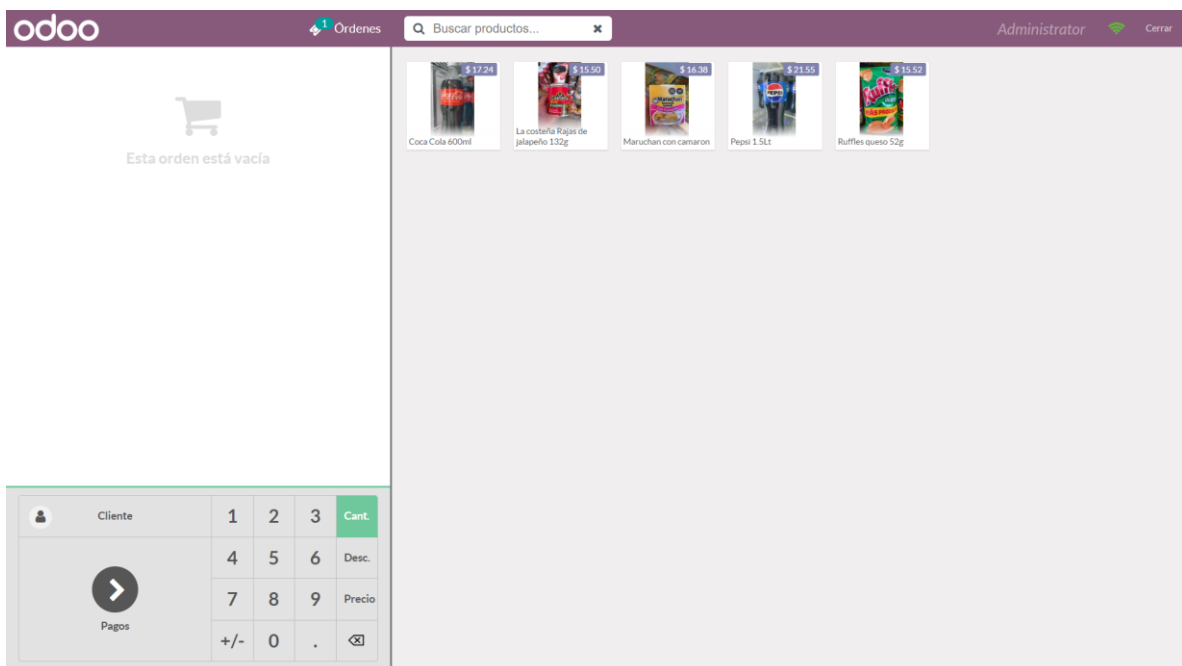 odoo
1 Órdenes
Buscar productos...
Administrator
Cerrar
Esta orden está vacía
$ 17.24
Coca Cola 600ml
$ 15.50
La costeña Rajas de
jalapeño 132g
$ 16.38
Maruchan
Maruchan con camaron
$ 21.55
PEPSI
Pepsi 1.5Lt
$ 15.52
Ruffles queso 52g
Cliente
1 2 3 Cant.
4 5 6 Desc.
7 8 9 Precio
Pagos
+/- 0 .